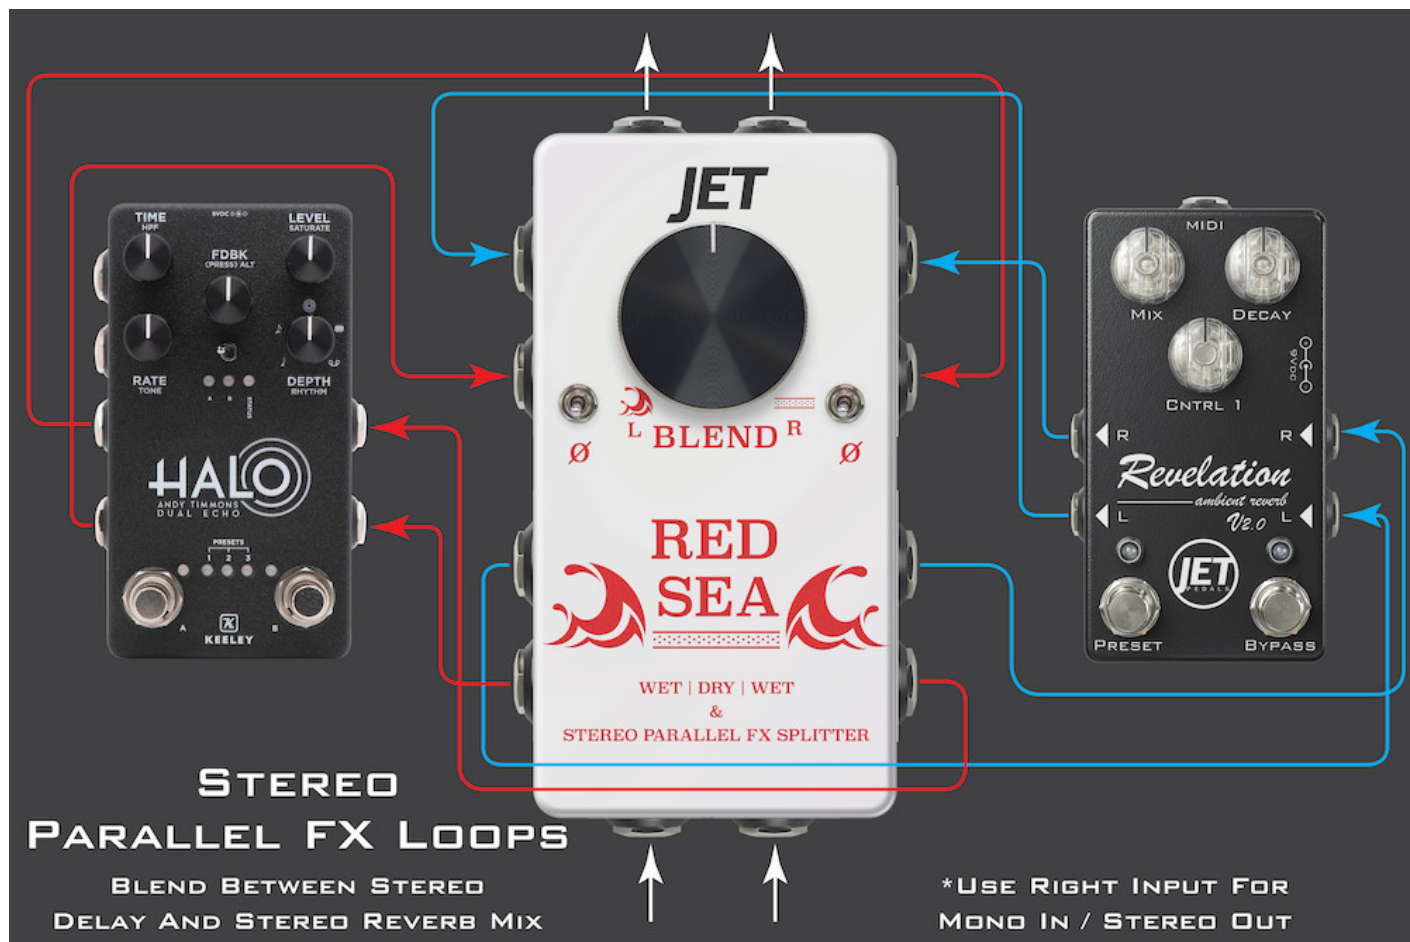 JET
TIME
HPF
9VDC
LEVEL
SATURATE
FDBK
(PRESS) ALT
RATE
TONE
A B
DEPTH
RHYTHM
HALO
ANDY TIMMONS
DUAL ECHO
PRESETS
1 2 3
A
B
KEELEY
L BLEND R
Ø Ø
RED
SEA
WET | DRY | WET
&
STEREO PARALLEL FX SPLITTER
MIDI
MIX
DECAY
CNTRL 1
9VDC
R R
Revelation
ambient reverb
L V2.0 L
JET
PEDALS
PRESET
BYPASS
STEREO
PARALLEL FX LOOPS
BLEND BETWEEN STEREO
DELAY AND STEREO REVERB MIX
*USE RIGHT INPUT FOR
MONO IN / STEREO OUT